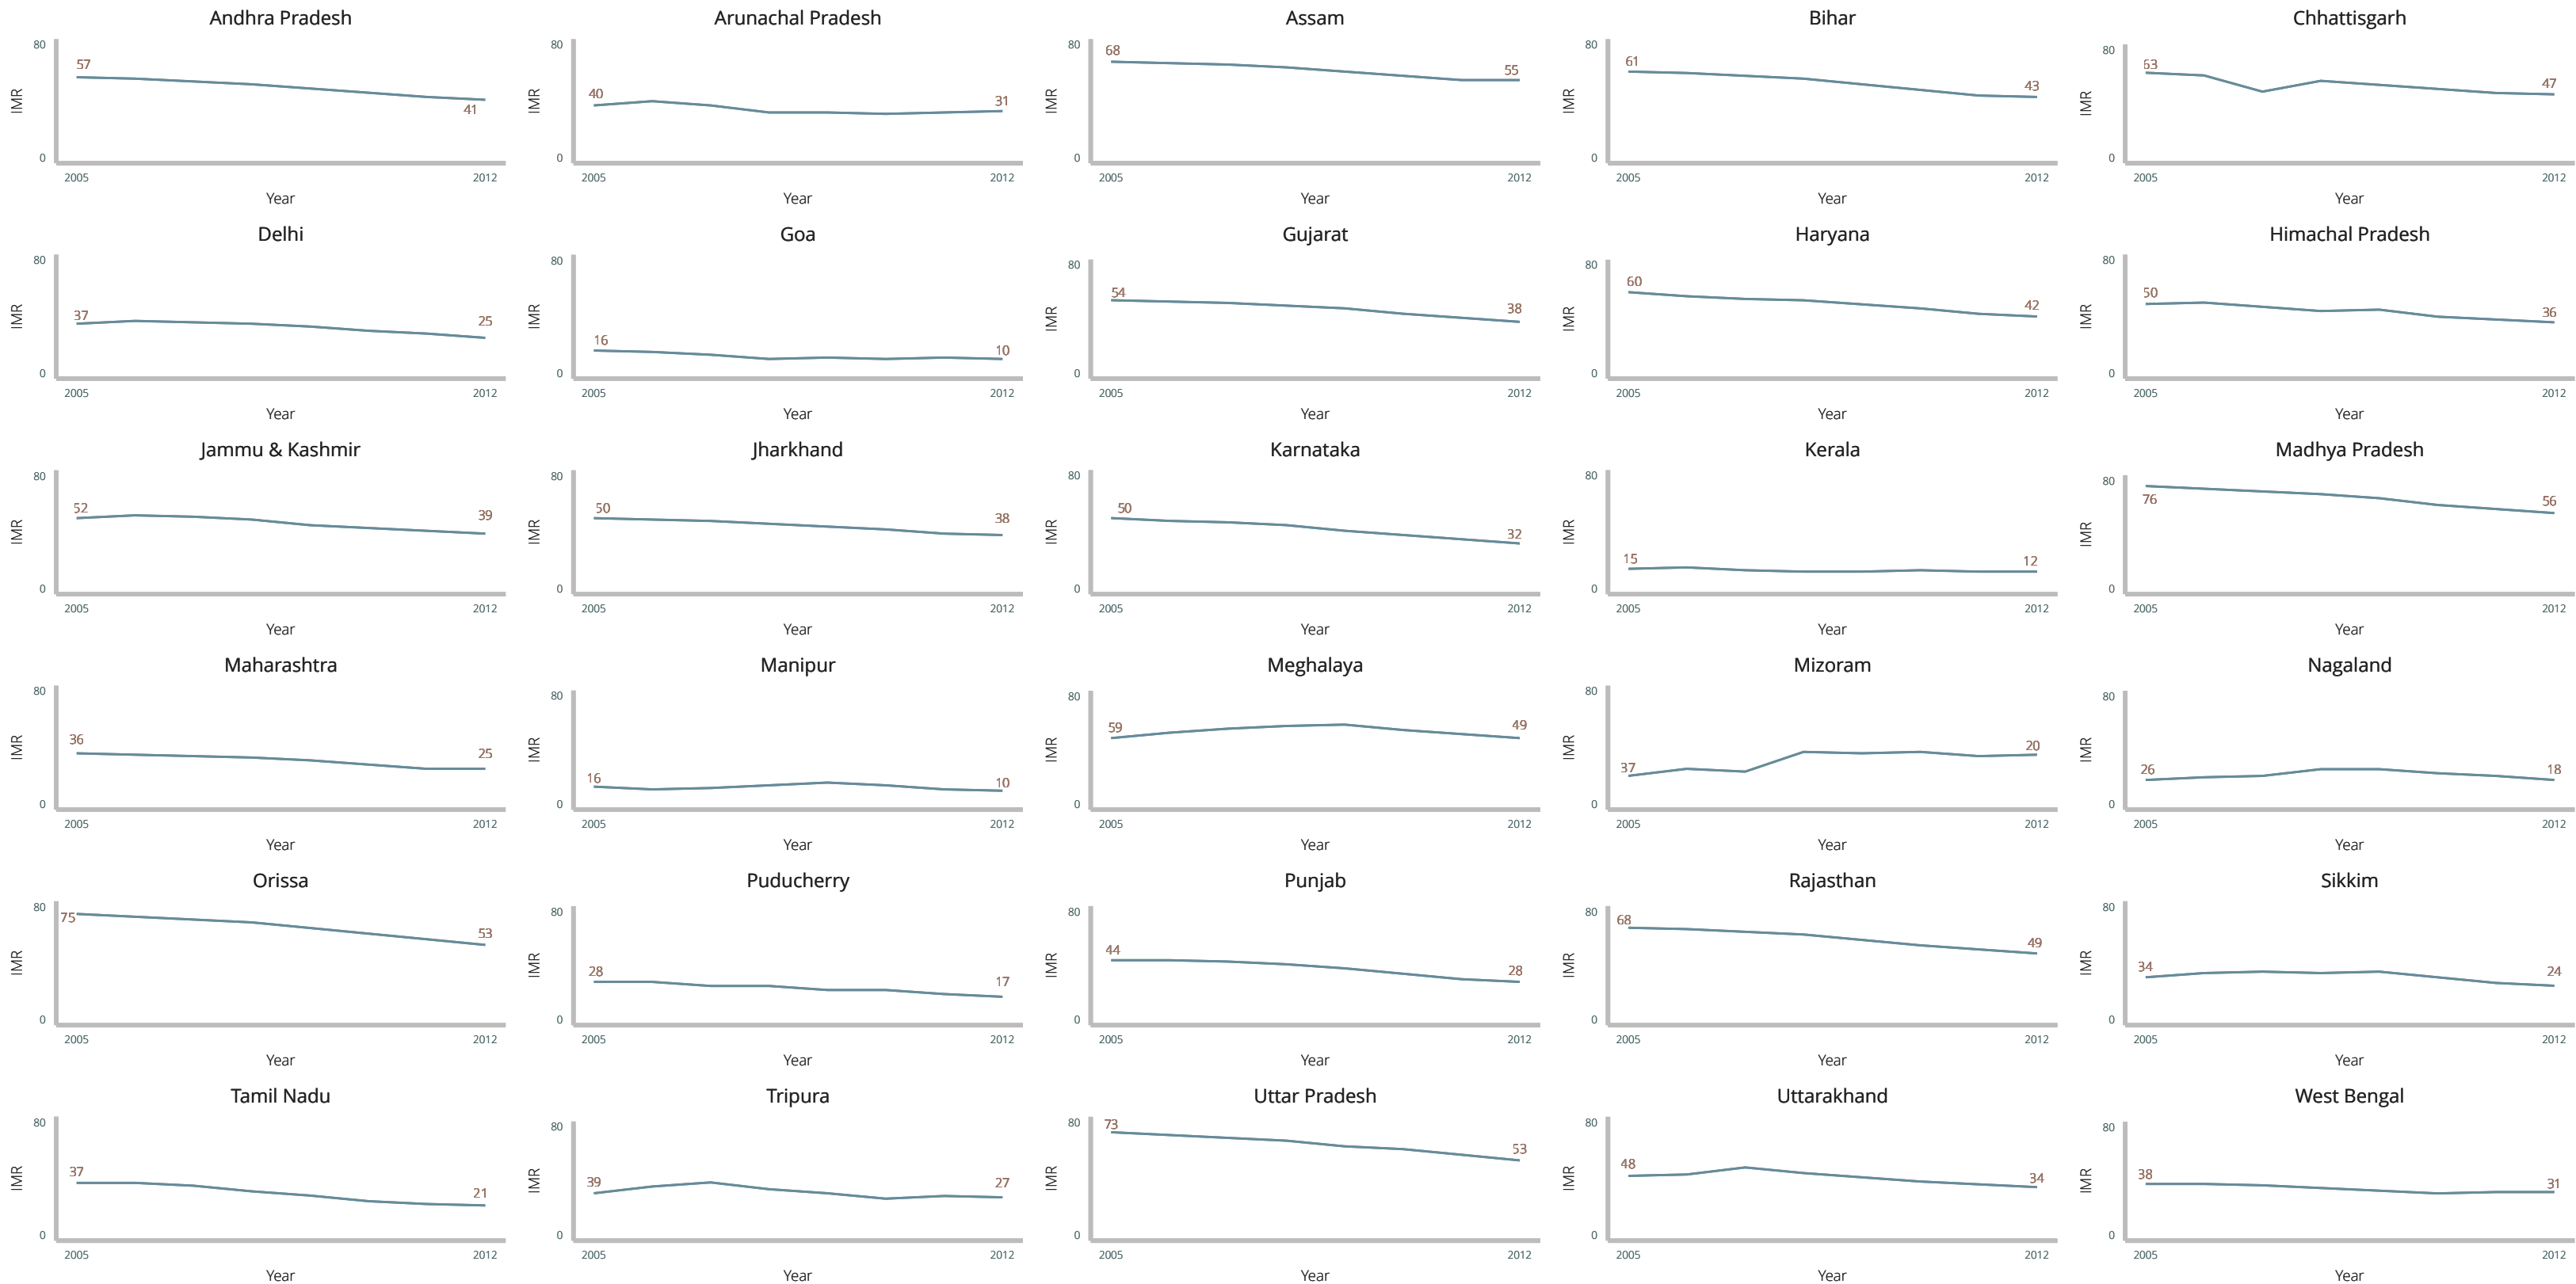 Andhra Pradesh
80
57
41
IMR
0
2005 2012
Year
Arunachal Pradesh
80
40
31
IMR
0
2005 2012
Year
Assam
80
68
55
IMR
0
2005 2012
Year
Bihar
80
61
43
IMR
0
2005 2012
Year
Chhattisgarh
80
63
47
IMR
0
2005 2012
Year
Delhi
80
37
25
IMR
0
2005 2012
Year
Goa
80
16
10
IMR
0
2005 2012
Year
Gujarat
80
54
38
IMR
0
2005 2012
Year
Haryana
80
60
42
IMR
0
2005 2012
Year
Himachal Pradesh
80
50
36
IMR
0
2005 2012
Year
Jammu & Kashmir
80
52
39
IMR
0
2005 2012
Year
Jharkhand
80
50
38
IMR
0
2005 2012
Year
Karnataka
80
50
32
IMR
0
2005 2012
Year
Kerala
80
15
12
IMR
0
2005 2012
Year
Madhya Pradesh
80
76
56
IMR
0
2005 2012
Year
Maharashtra
80
36
25
IMR
0
2005 2012
Year
Manipur
80
16
10
IMR
0
2005 2012
Year
Meghalaya
80
59
49
IMR
0
2005 2012
Year
Mizoram
80
37
20
IMR
0
2005 2012
Year
Nagaland
80
26
18
IMR
0
2005 2012
Year
Orissa
80
75
53
IMR
0
2005 2012
Year
Puducherry
80
28
17
IMR
0
2005 2012
Year
Punjab
80
44
28
IMR
0
2005 2012
Year
Rajasthan
80
68
49
IMR
0
2005 2012
Year
Sikkim
80
34
24
IMR
0
2005 2012
Year
Tamil Nadu
80
37
21
IMR
0
2005 2012
Year
Tripura
80
39
27
IMR
0
2005 2012
Year
Uttar Pradesh
80
73
53
IMR
0
2005 2012
Year
Uttarakhand
80
48
34
IMR
0
2005 2012
Year
West Bengal
80
38
31
IMR
0
2005 2012
Year